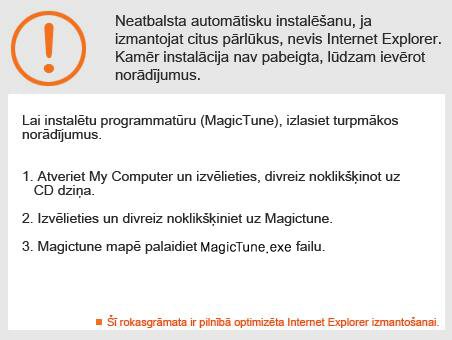 Neatbalsta automātisku instalēšanu, ja
izmantojat citus pārlūkus, nevis Internet Explorer.
Kamēr instalācija nav pabeigta, lūdzam ievērot
norādījumus.
Lai instalētu programmatūru (MagicTune), izlasiet turpmākos
norādījumus.
1. Atveriet My Computer un izvēlieties, divreiz noklikšķinot uz
CD dziņa.
2. Izvēlieties un divreiz noklikšķiniet uz Magictune.
3. Magictune mapē palaidiet MagicTune.exe failu.
Šī rokasgrāmata ir pilnībā optimizēta Internet Explorer izmantošanai.